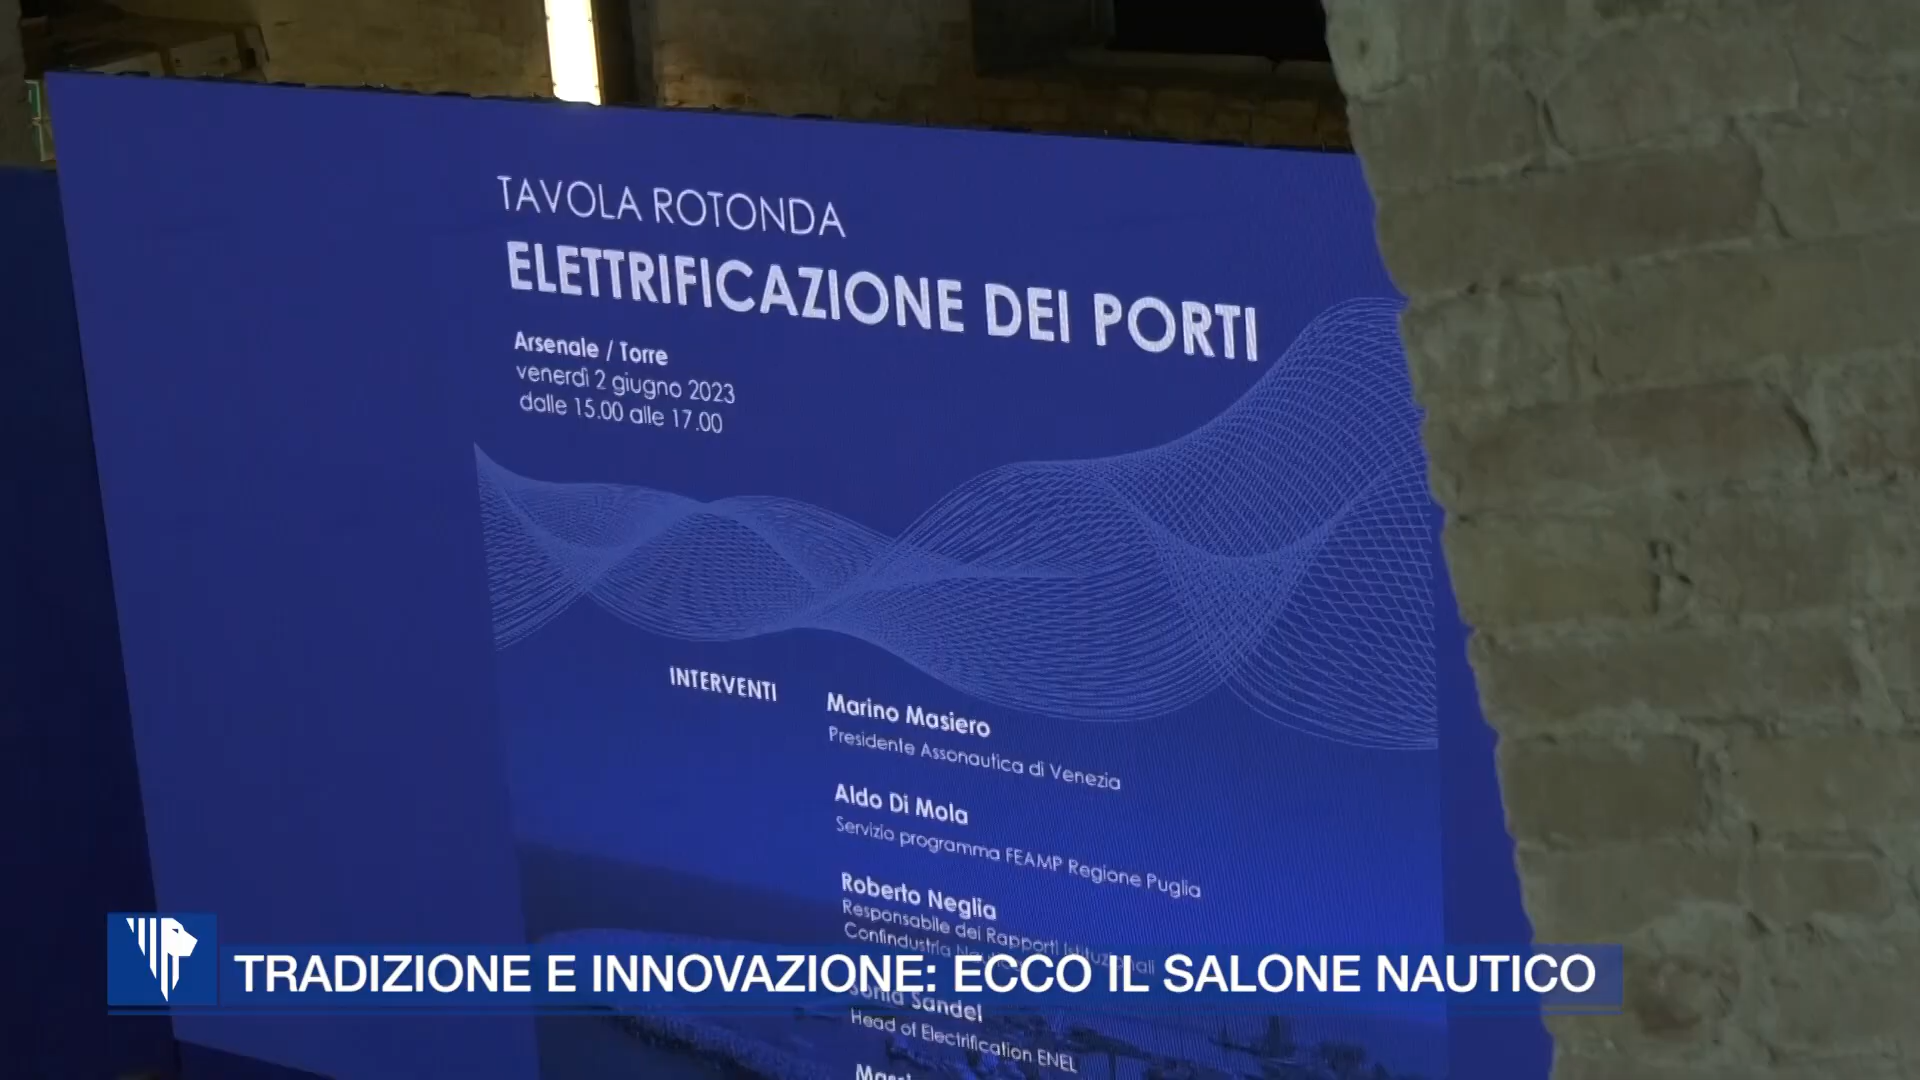 TAVOLA ROTONDA
ELETTRIFICAZIONE DEI PORTI
Arsenale / Torre
venerdì 2 giugno 2023
dalle 15.00 alle 17.00
INTERVENTI
Marino Masiero
Presidente Assonautica di Venezia
Aldo Di Mola
Servizio programma FEAMP Regione Puglia
Roberto Neglia
Responsabile dei Rapporti Istituzionali
Confindustria
Sonia Sandel
Head of Electrification ENEL
TRADIZIONE E INNOVAZIONE: ECCO IL SALONE NAUTICO